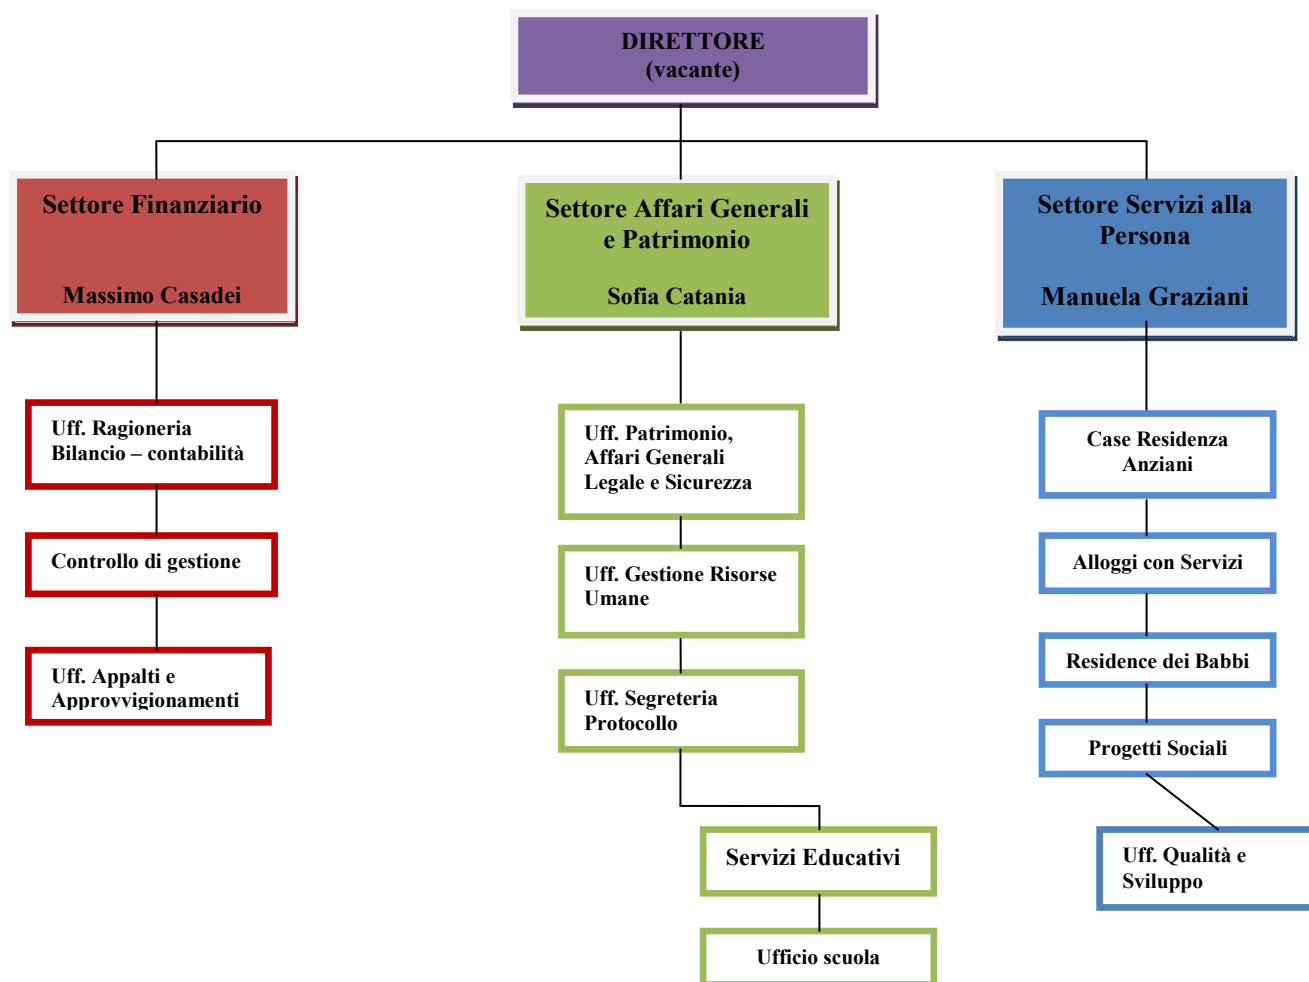 DIRETTORE
(vacante)
Settore Finanziario
Massimo Casadei
Settore Affari Generali
e Patrimonio
Sofia Catania
Settore Servizi alla
Persona
Manuela Graziani
Uff. Ragioneria
Bilancio – contabilità
Controllo di gestione
Uff. Appalti e
Approvvigionamenti
Uff. Patrimonio,
Affari Generali
Legale e Sicurezza
Uff. Gestione Risorse
Umane
Uff. Segreteria
Protocollo
Servizi Educativi
Ufficio scuola
Case Residenza
Anziani
Alloggi con Servizi
Residence dei Babbi
Progetti Sociali
Uff. Qualità e
Sviluppo